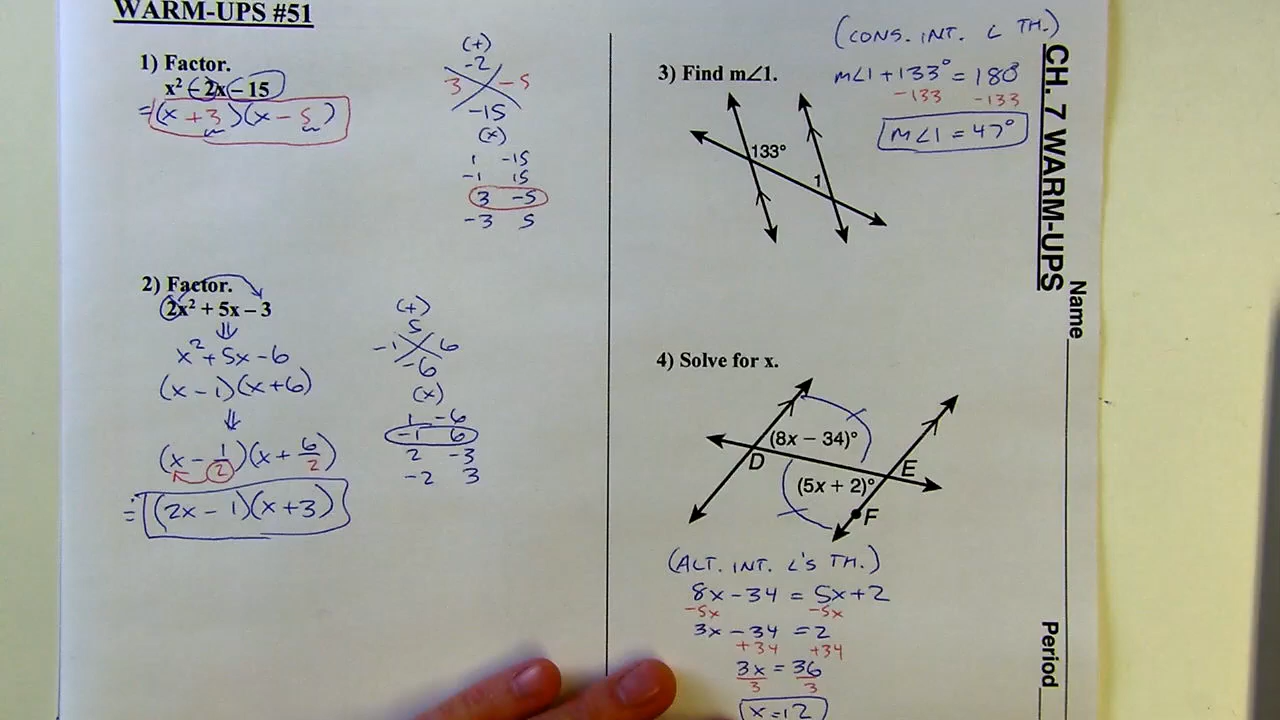 WARM-UPS #51
1) Factor.
x² – 2x – 15
= (x + 3)(x – 5)
(+)
-2
3 -5
-15
(x)
1 -15
-1 15
3 -5
-3 5
2) Factor.
2x² + 5x – 3
⇓
x² + 5x - 6
(x - 1)(x + 6)
⇓
(x - 1/2)(x + 6/2)
= (2x - 1)(x + 3)
(+)
5
-1 6
-6
(x)
1 -6
-1 6
2 -3
-2 3
(CONS. INT. ∠ TH.)
3) Find m∠1.
m∠1 + 133° = 180°
-133 -133
m∠1 = 47°
133°
1
4) Solve for x.
(8x – 34)°
D
E
(5x + 2)°
F
(ALT. INT. ∠'S TH.)
8x - 34 = 5x + 2
-5x -5x
3x - 34 = 2
+34 +34
3x = 36
3 3
x = 12
CH. 7 WARM-UPS
Name
Period